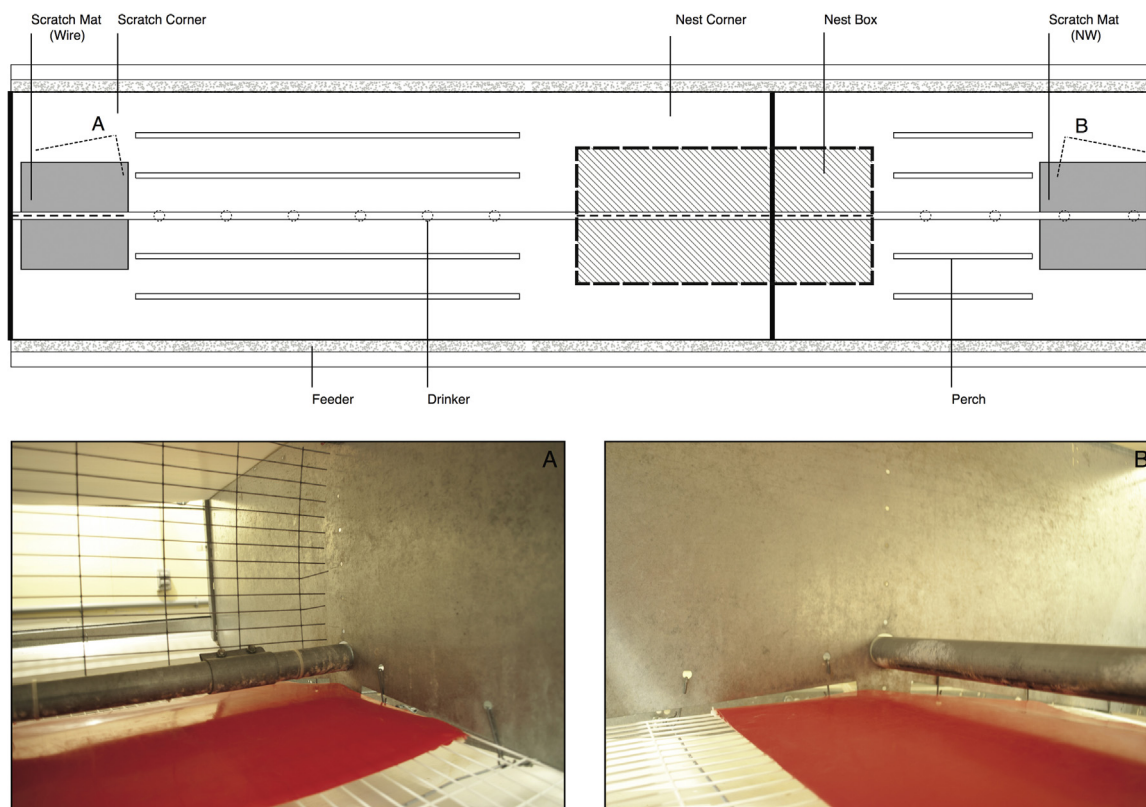 Scratch Mat
(Wire)
Scratch Corner
Nest Corner
Nest Box
Scratch Mat
(NW)
A
B
Feeder
Drinker
Perch
A
B